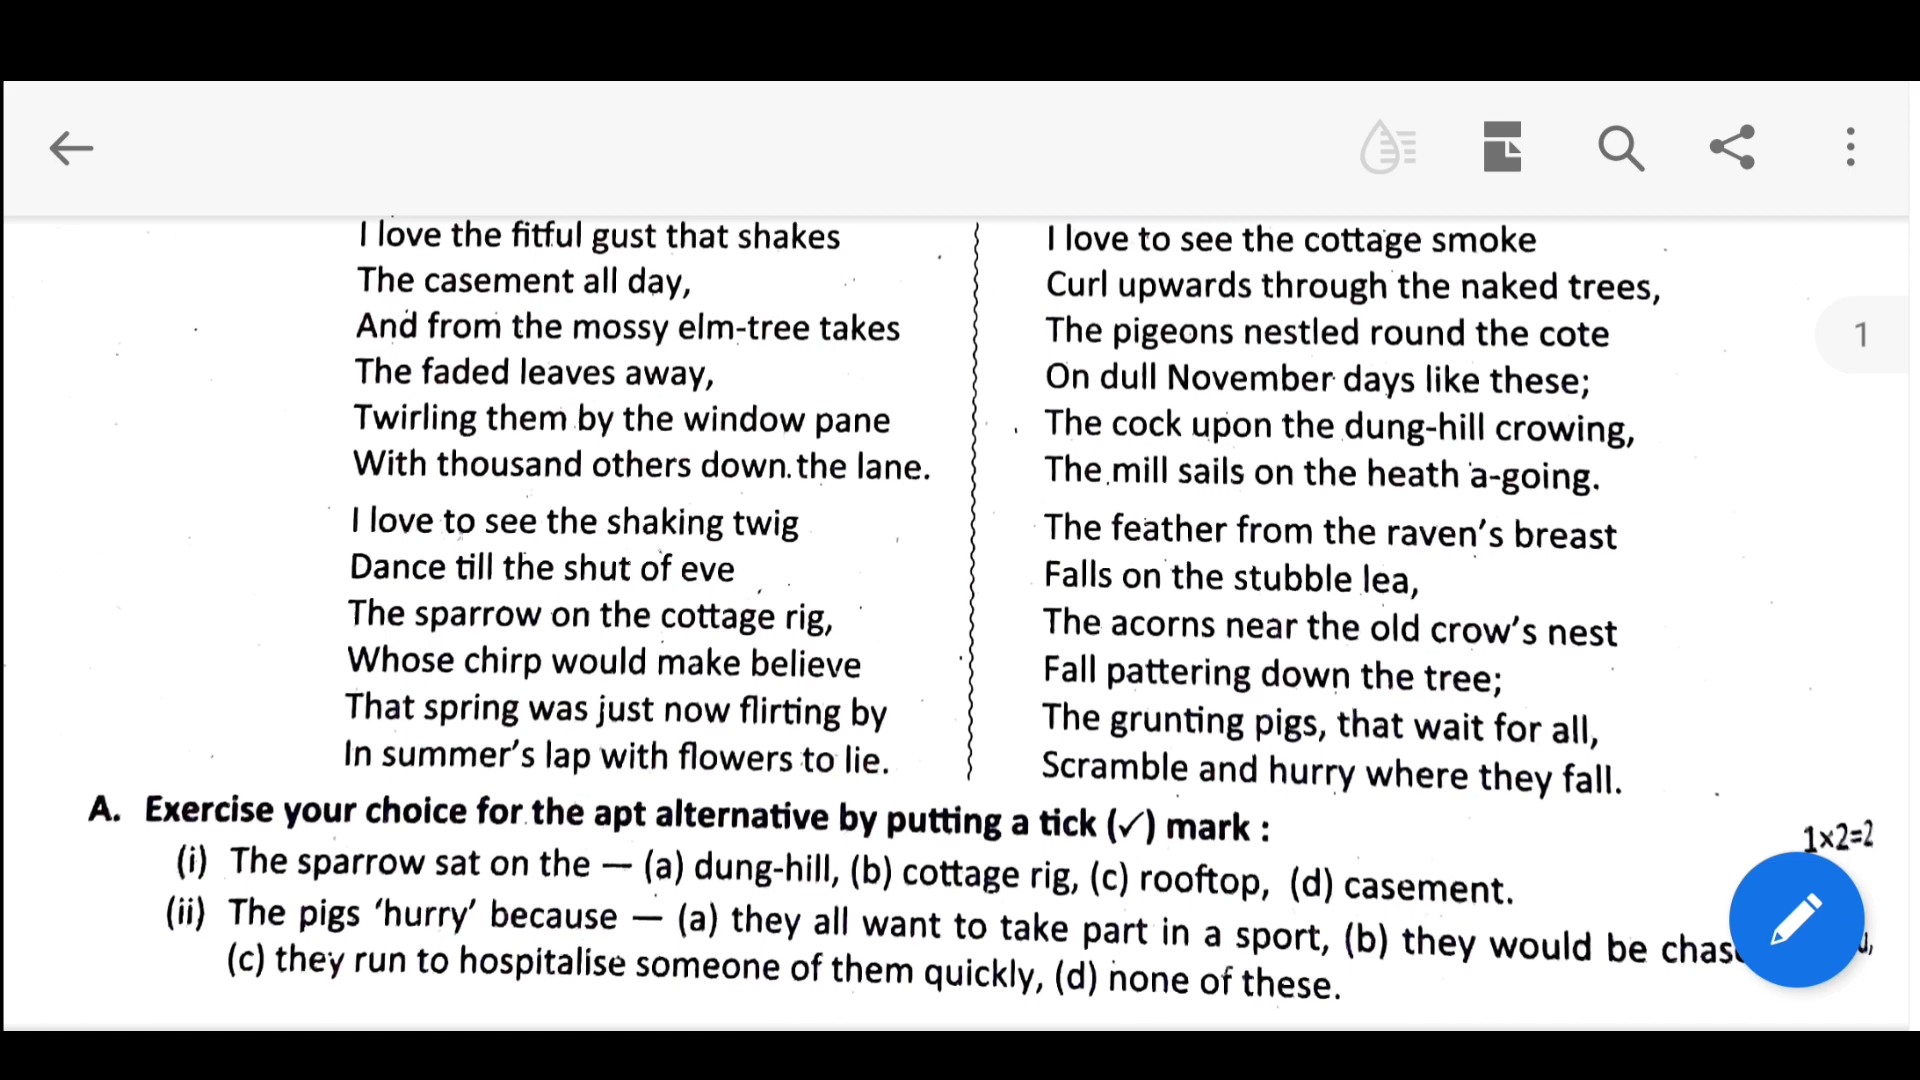 I love the fitful gust that shakes
The casement all day,
And from the mossy elm-tree takes
The faded leaves away,
Twirling them by the window pane
With thousand others down the lane.
I love to see the shaking twig
Dance till the shut of eve
The sparrow on the cottage rig,
Whose chirp would make believe
That spring was just now flirting by
In summer's lap with flowers to lie.
I love to see the cottage smoke
Curl upwards through the naked trees,
The pigeons nestled round the cote
On dull November days like these;
The cock upon the dung-hill crowing,
The mill sails on the heath a-going.
The feather from the raven's breast
Falls on the stubble lea,
The acorns near the old crow's nest
Fall pattering down the tree;
The grunting pigs, that wait for all,
Scramble and hurry where they fall.
1
A. Exercise your choice for the apt alternative by putting a tick (✓) mark :
1×2=2
(i) The sparrow sat on the — (a) dung-hill, (b) cottage rig, (c) rooftop, (d) casement.
(ii) The pigs 'hurry' because — (a) they all want to take part in a sport, (b) they would be
(c) they run to hospitalise someone of them quickly, (d) none of these.